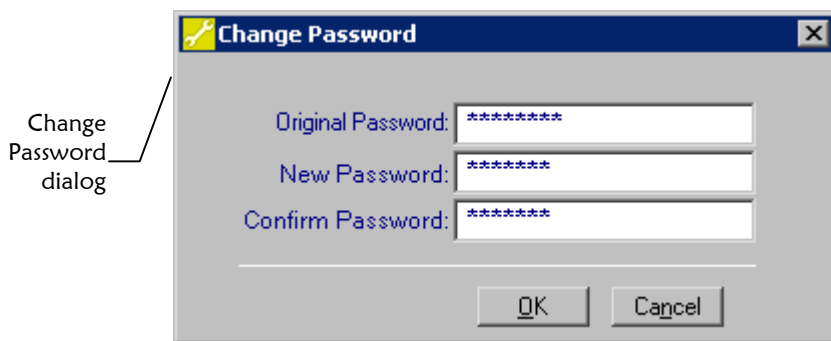 Change Password
Change
Password
dialog
Original Password: ********
New Password: *******
Confirm Password: *******
OK Cancel